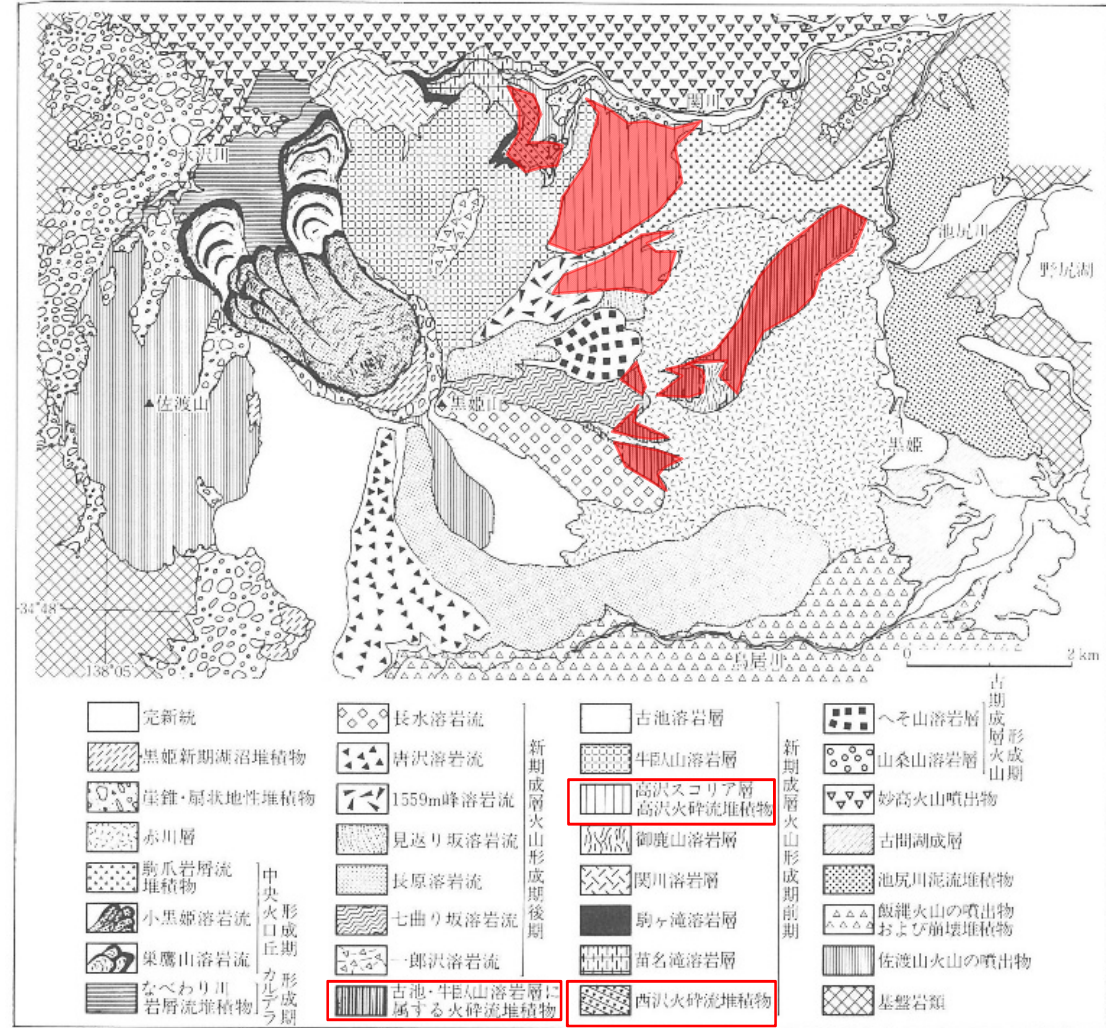 関川
氷沢川
池尻川
野尻湖
佐渡山
黒姫山
黒姫
34°48'
138°05'
鳥居川
0 2 km
完新統
黒姫新期湖沼堆積物
崖錐・扇状地性堆積物
赤川層
駒爪岩屑流
堆積物
小黒姫溶岩流
巣鷹山溶岩流
なべわり川
岩屑流堆積物
中央火口丘
形成期
カルデラ
形成期
長水溶岩流
唐沢溶岩流
1559m峰溶岩流
見返り坂溶岩流
長原溶岩流
七曲り坂溶岩流
一郎沢溶岩流
古池・牛臥山溶岩層に
属する火砕流堆積物
新期成層火山形成期後期
古池溶岩層
牛臥山溶岩層
高沢スコリア層
高沢火砕流堆積物
御鹿山溶岩層
関川溶岩層
駒ヶ滝溶岩層
苗名滝溶岩層
西沢火砕流堆積物
新期成層火山形成期前期
へそ山溶岩層
山桑山溶岩層
古期成層火山
形成期
妙高火山噴出物
古間湖成層
池尻川泥流堆積物
飯縄火山の噴出物
および崩壊堆積物
佐渡山火山の噴出物
基盤岩類